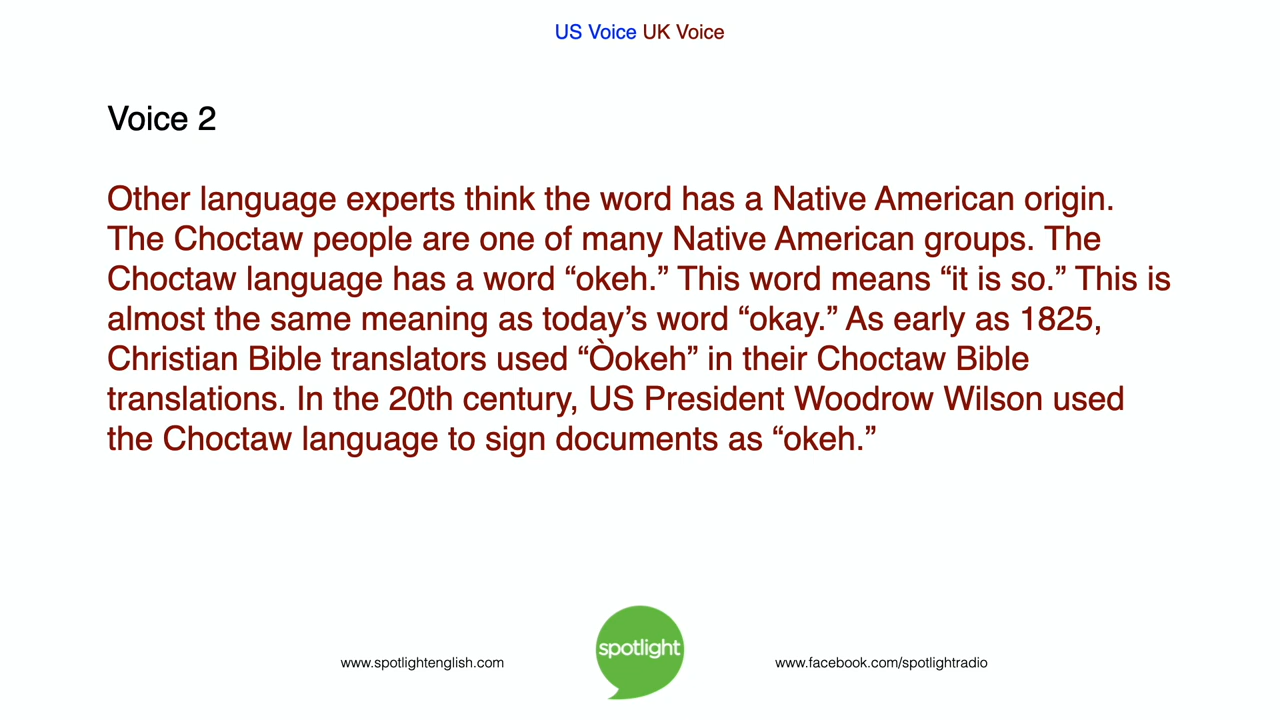 US Voice UK Voice
Voice 2
Other language experts think the word has a Native American origin.
The Choctaw people are one of many Native American groups. The
Choctaw language has a word “okeh.” This word means “it is so.” This is
almost the same meaning as today’s word “okay.” As early as 1825,
Christian Bible translators used “Òokeh” in their Choctaw Bible
translations. In the 20th century, US President Woodrow Wilson used
the Choctaw language to sign documents as “okeh.”
spotlight
www.spotlightenglish.com
www.facebook.com/spotlightradio